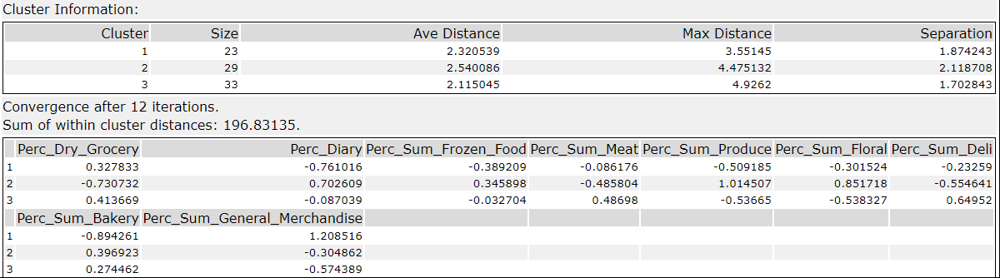 Cluster Information:
Cluster Size Ave Distance Max Distance Separation
1 23 2.320539 3.55145 1.874243
2 29 2.540086 4.475132 2.118708
3 33 2.115045 4.9262 1.702843
Convergence after 12 iterations.
Sum of within cluster distances: 196.83135.
Perc_Dry_Grocery Perc_Diary Perc_Sum_Frozen_Food Perc_Sum_Meat Perc_Sum_Produce Perc_Sum_Floral Perc_Sum_Deli
1 0.327833 -0.761016 -0.389209 -0.086176 -0.509185 -0.301524 -0.23259
2 -0.730732 0.702609 0.345898 -0.485804 1.014507 0.851718 -0.554641
3 0.413669 -0.087039 -0.032704 0.48698 -0.53665 -0.538327 0.64952
Perc_Sum_Bakery Perc_Sum_General_Merchandise
1 -0.894261 1.208516
2 0.396923 -0.304862
3 0.274462 -0.574389